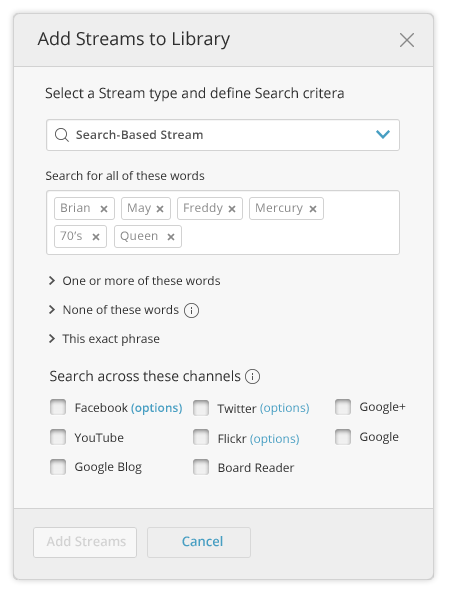 Add Streams to Library
Select a Stream type and define Search critera
Search-Based Stream
Search for all of these words
Brian × May × Freddy × Mercury ×
70's × Queen ×
One or more of these words
None of these words
This exact phrase
Search across these channels
Facebook (options) Twitter (options) Google+
YouTube Flickr (options) Google
Google Blog Board Reader
Add Streams Cancel